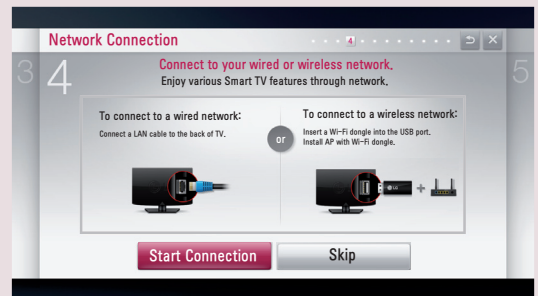 Network Connection
4
3
4
5
Connect to your wired or wireless network.
Enjoy various Smart TV features through network.
To connect to a wired network:
Connect a LAN cable to the back of TV.
or
To connect to a wireless network:
Insert a Wi-Fi dongle into the USB port.
Install AP with Wi-Fi dongle.
LG
+
Start Connection
Skip